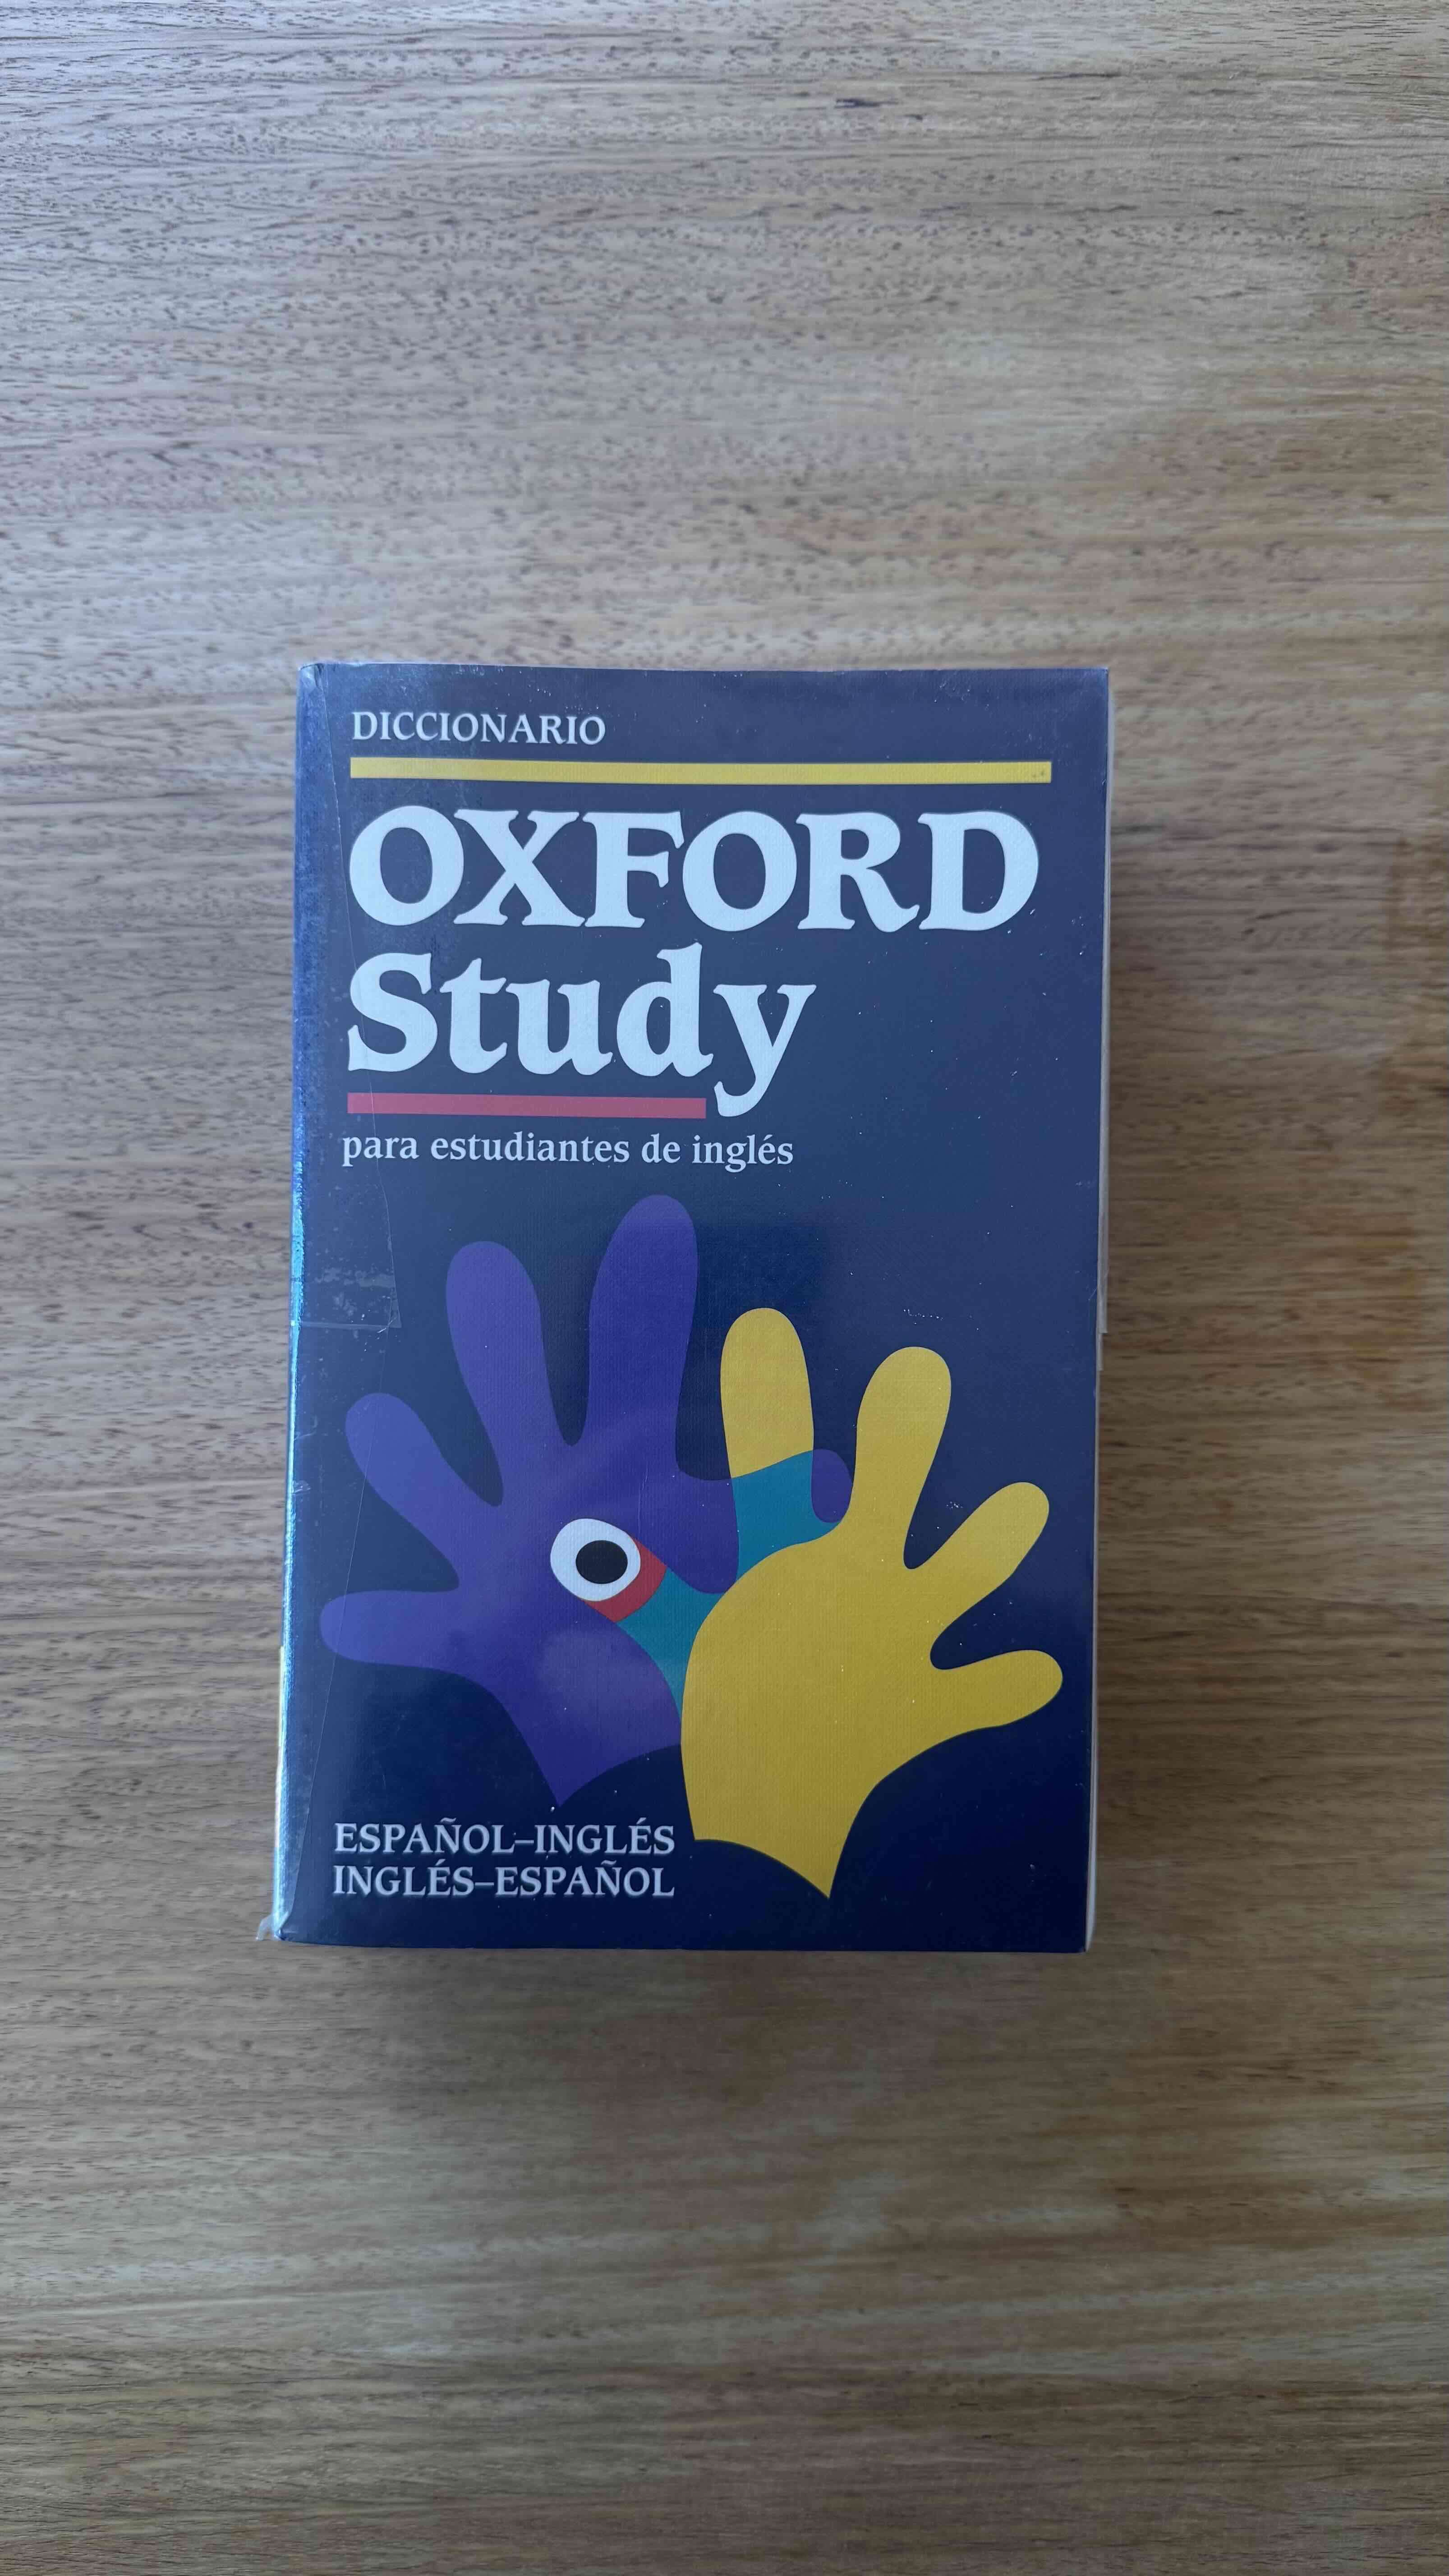 DICCIONARIO
OXFORD
Study
para estudiantes de inglés
ESPAÑOL–INGLÉS
INGLÉS–ESPAÑOL